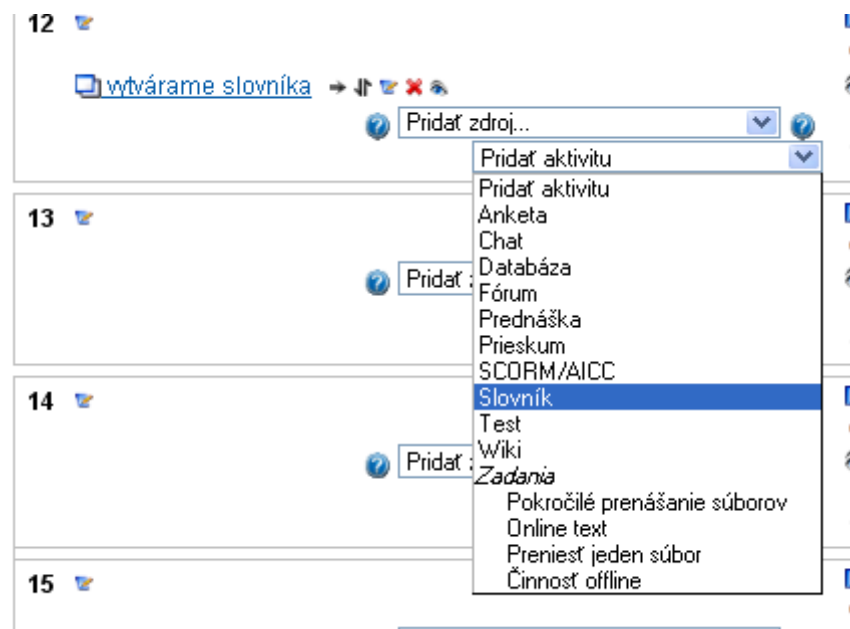 12
vytvárame slovníka
Pridať zdroj...
Pridať aktivitu
Pridať aktivitu
Anketa
Chat
Databáza
Fórum
Prednáška
Prieskum
SCORM/AICC
Slovník
Test
Wiki
Zadania
Pokročilé prenášanie súborov
Online text
Preniesť jeden súbor
Činnosť offline
13
Pridať
14
Pridať
15